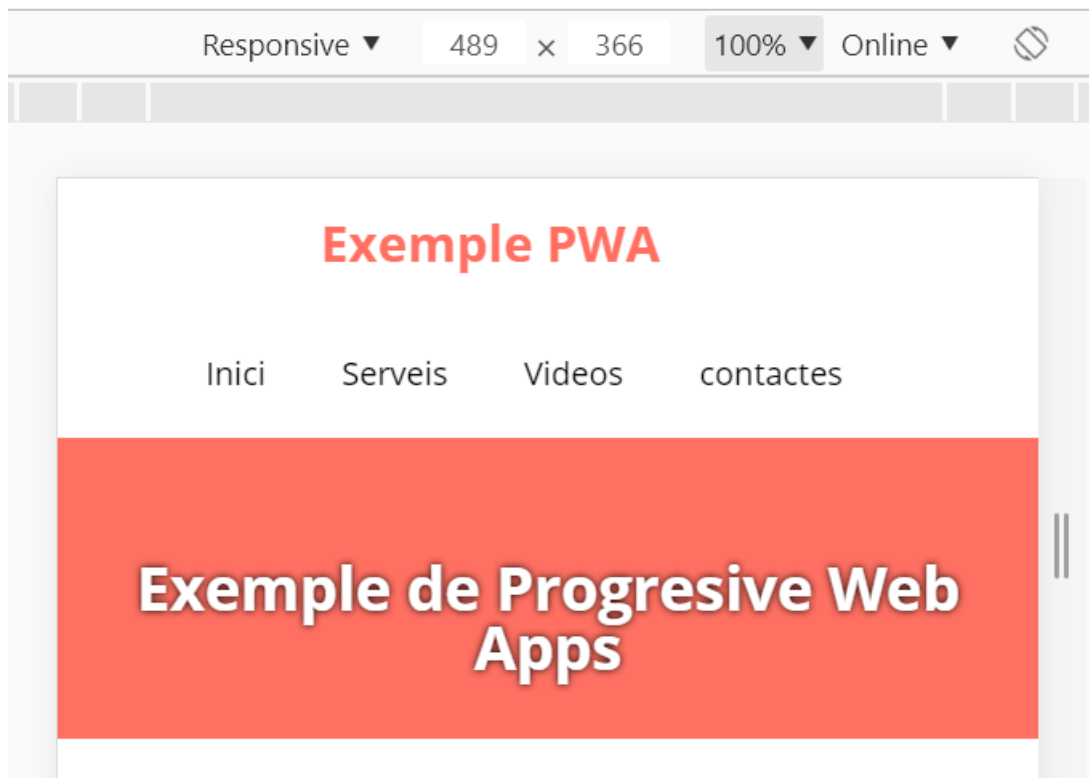 Responsive ▼ 489 × 366 100% ▼ Online ▼
Exemple PWA
Inici Serveis Videos contactes
Exemple de Progresive Web
Apps